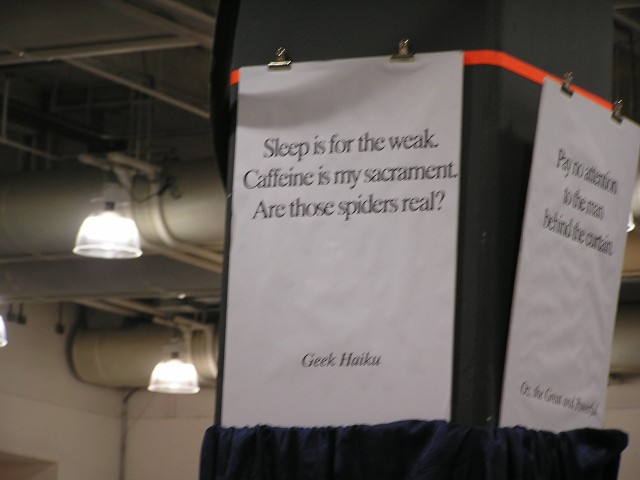 Sleep is for the weak.
Caffeine is my sacrament.
Are those spiders real?
Geek Haiku
Pay no attention
to the man
behind the curtain.
Oz, the Great and Powerful